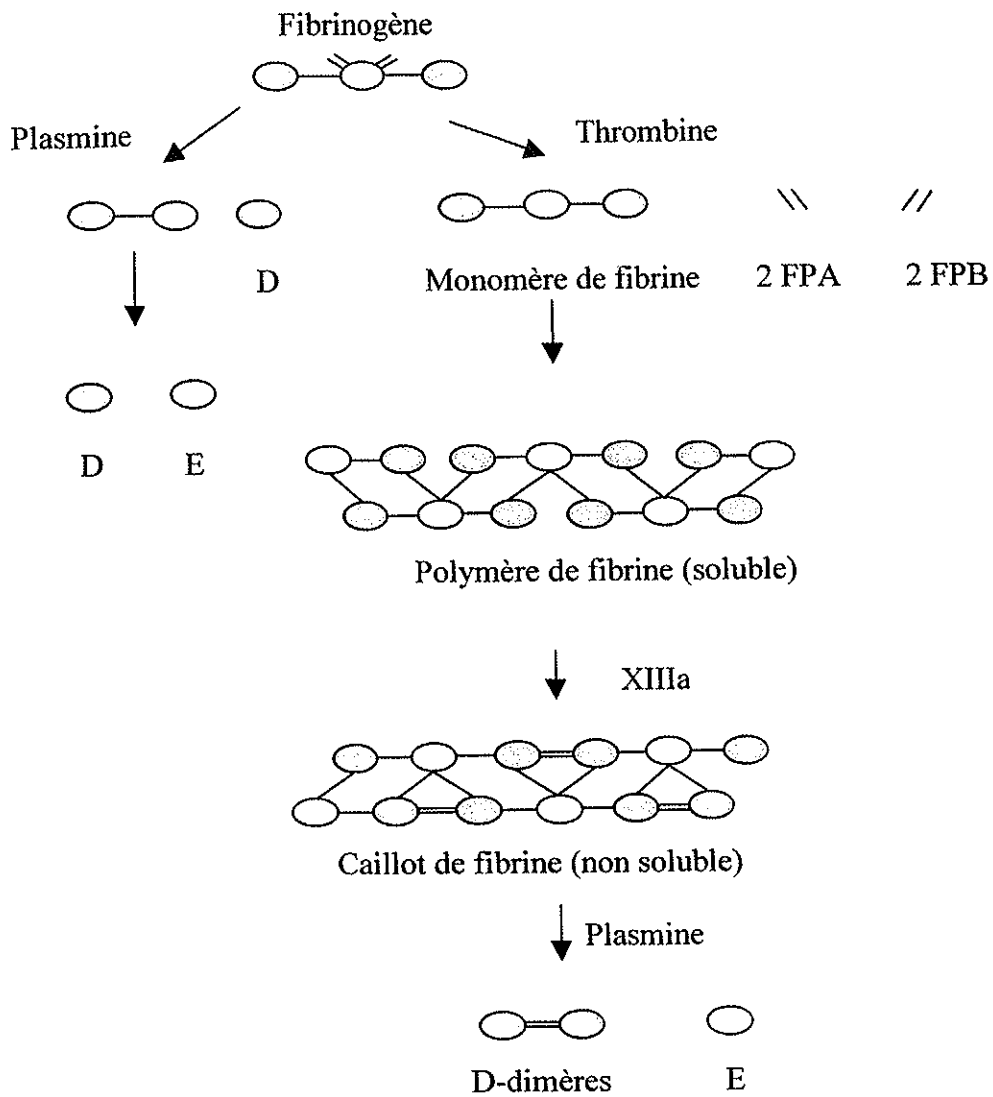 Fibrinogène
Plasmine
Thrombine
D
Monomère de fibrine
2 FPA
2 FPB
D
E
Polymère de fibrine (soluble)
XIIIa
Caillot de fibrine (non soluble)
Plasmine
D-dimères
E